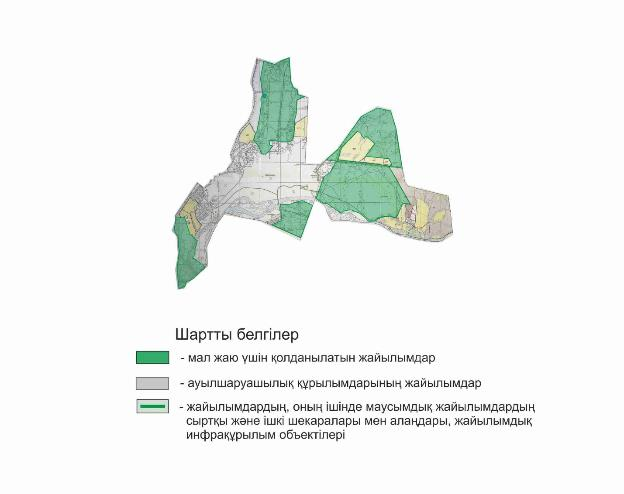 Шартты белгілер
- мал жаю үшін қолданылатын жайылымдар
- ауылшаруашылық құрылымдарының жайылымдар
- жайылымдардың, оның ішінде маусымдық жайылымдардың
сыртқы және ішкі шекаралары мен алаңдары, жайылымдық
инфрақұрылым объектілері